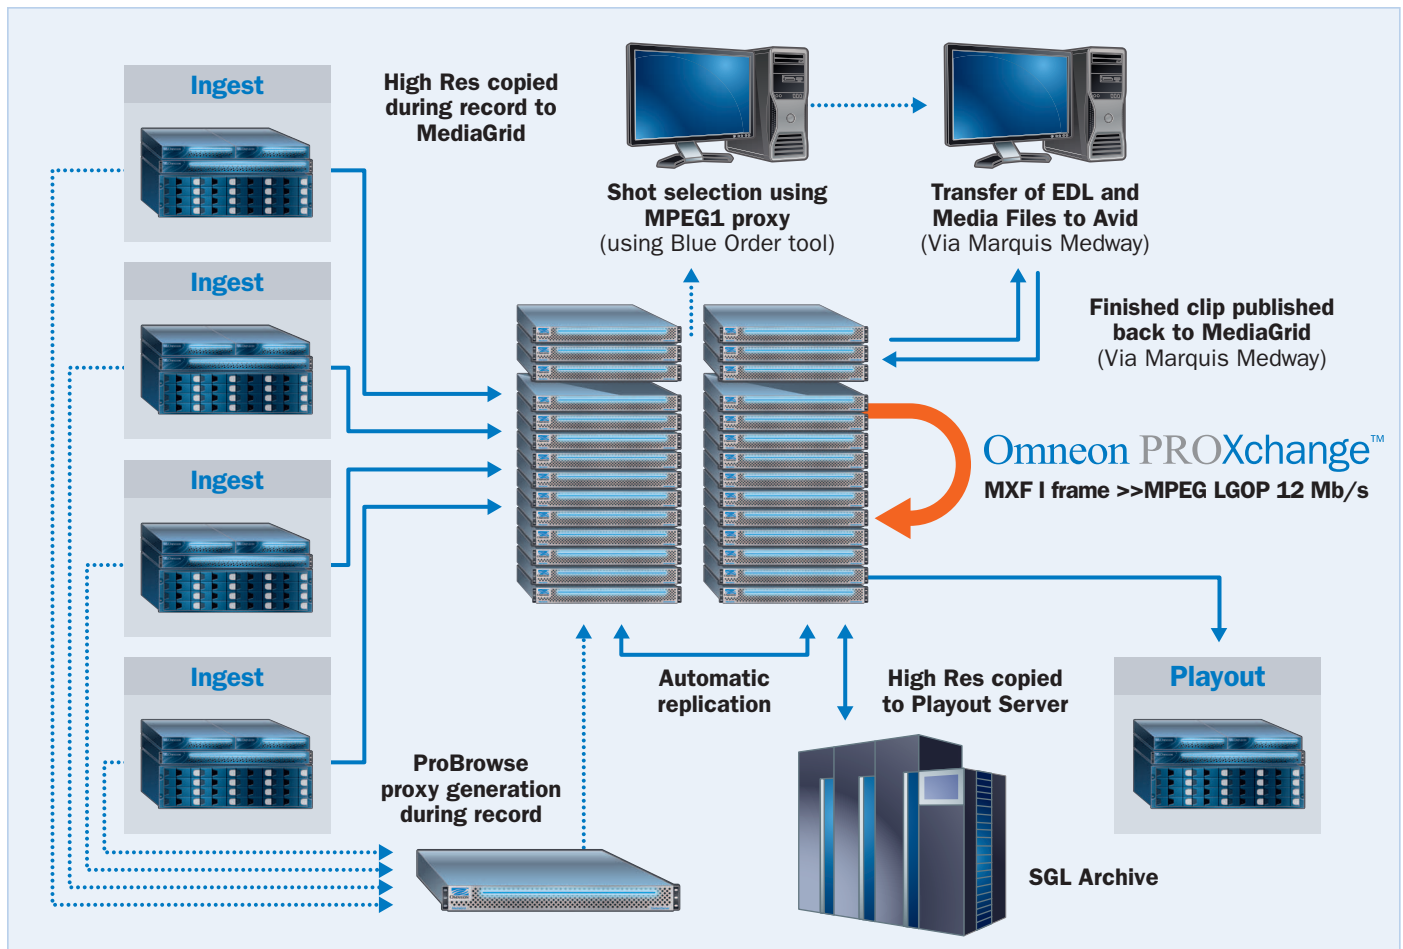 Ingest
High Res copied
during record to
MediaGrid
Shot selection using
MPEG1 proxy
(using Blue Order tool)
Transfer of EDL and
Media Files to Avid
(Via Marquis Medway)
Ingest
Finished clip published
back to MediaGrid
(Via Marquis Medway)
Omneon PROXchange™
MXF I frame >>MPEG LGOP 12 Mb/s
Ingest
Ingest
Automatic
replication
High Res copied
to Playout Server
Playout
ProBrowse
proxy generation
during record
SGL Archive